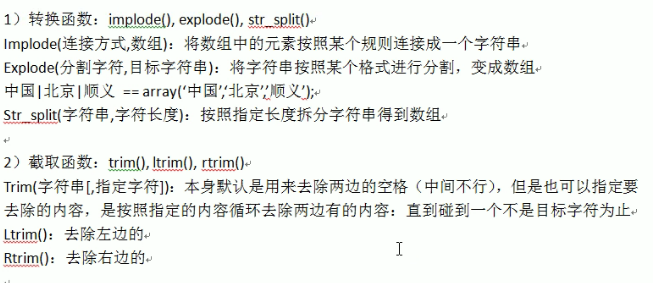 1）转换函数：implode(), explode(), str_split()
Implode(连接方式,数组)：将数组中的元素按照某个规则连接成一个字符串
Explode(分割字符,目标字符串)：将字符串按照某个格式进行分割，变成数组
中国|北京|顺义 == array(‘中国’,‘北京’,’顺义’);
Str_split(字符串,字符长度)：按照指定长度拆分字符串得到数组
2）截取函数：trim(), ltrim(), rtrim()
Trim(字符串[,指定字符])：本身默认是用来去除两边的空格（中间不行），但是也可以指定要
去除的内容，是按照指定的内容循环去除两边有的内容：直到碰到一个不是目标字符为止
Ltrim()：去除左边的
Rtrim()：去除右边的